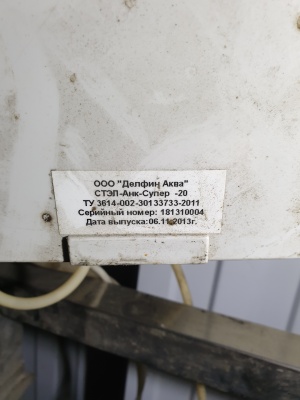 ООО "Делфин Аква"
СТЭЛ-Анк-Супер -20
ТУ 3614-002-30133733-2011
Серийный номер: 181310004
Дата выпуска:06.11.2013г.